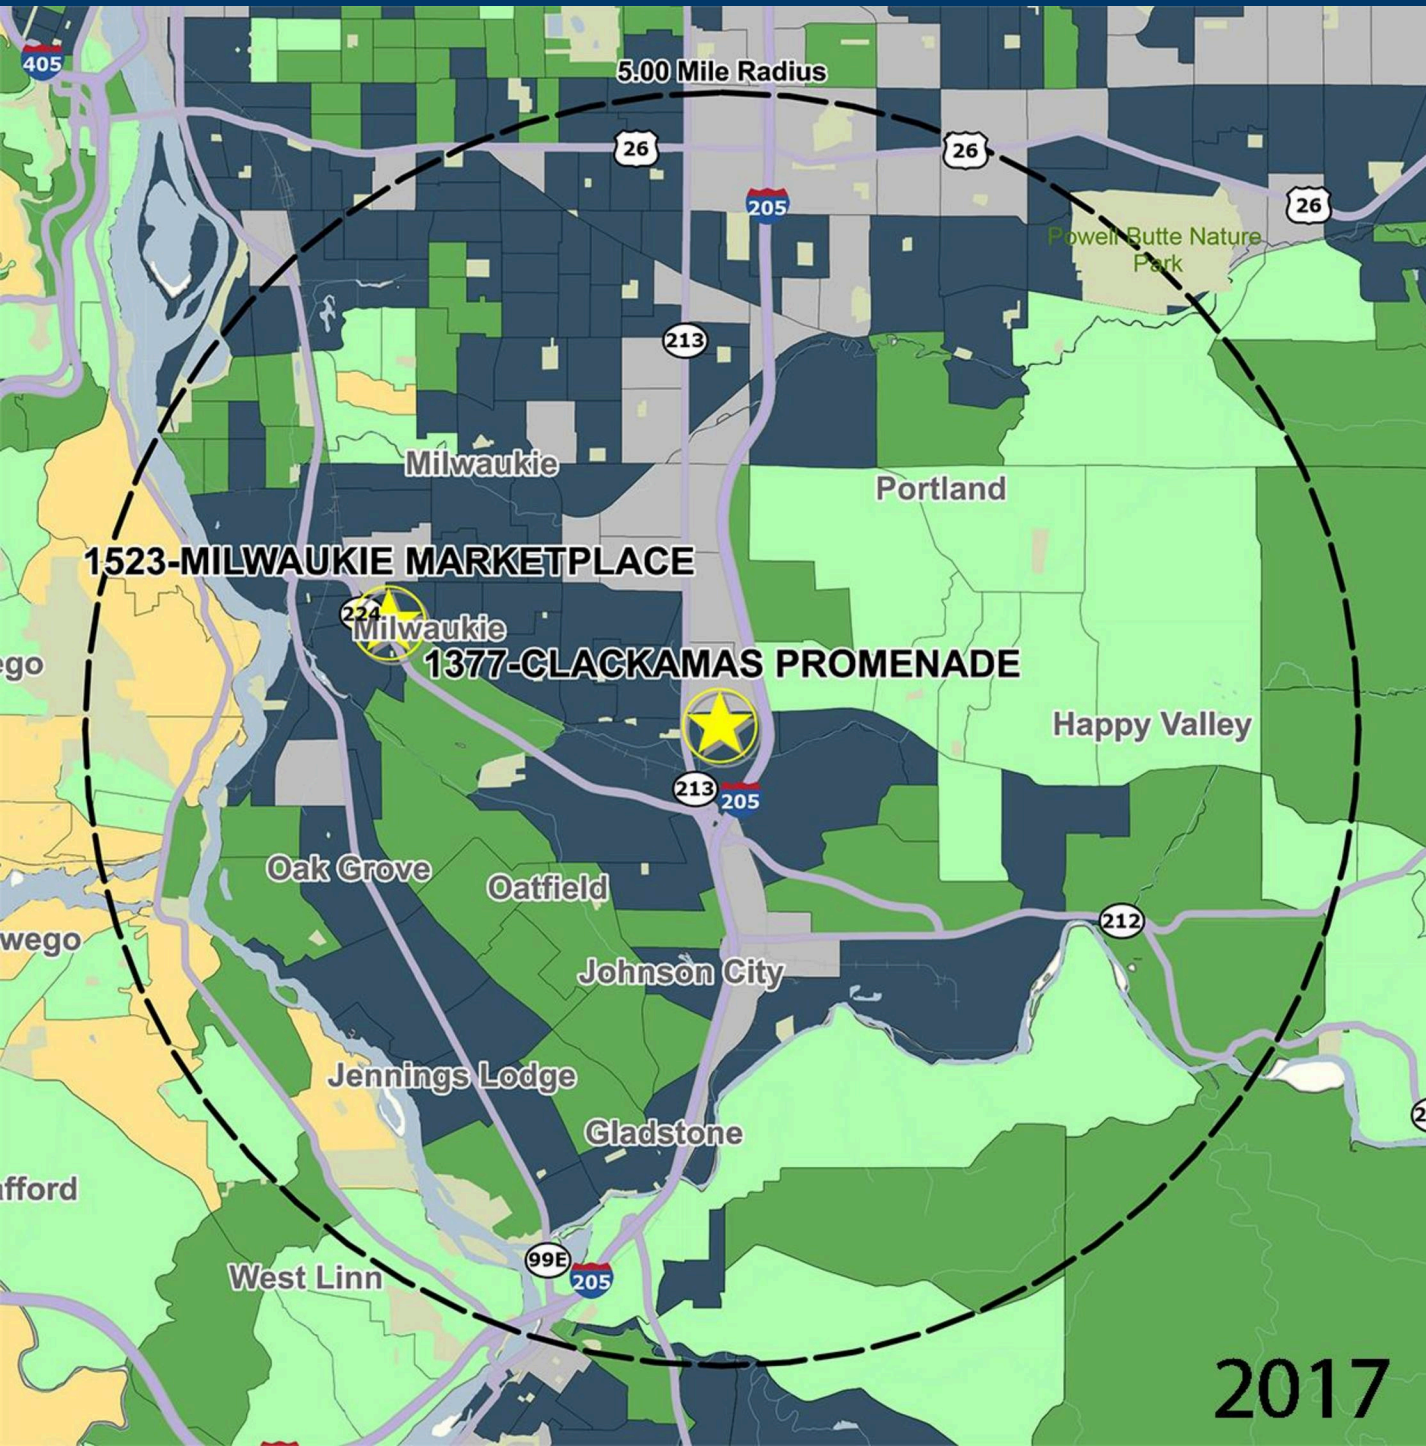 405
5.00 Mile Radius
26
26
205
26
Powell Butte Nature
Park
213
Milwaukie
Portland
1523-MILWAUKIE MARKETPLACE
224
Milwaukie
ego
1377-CLACKAMAS PROMENADE
Happy Valley
213
205
Oak Grove
Oatfield
212
wego
Johnson City
Jennings Lodge
2
Gladstone
fford
99E
205
West Linn
2017